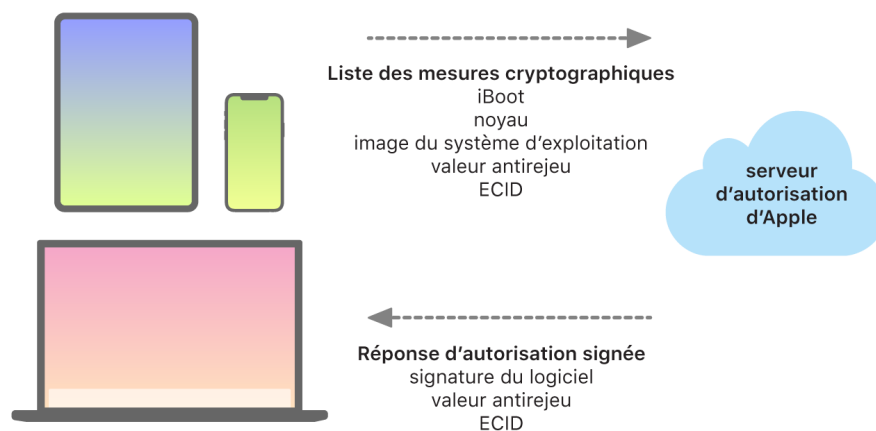 Liste des mesures cryptographiques
iBoot
noyau
image du système d’exploitation
valeur antirejeu
ECID
serveur
d’autorisation
d’Apple
Réponse d’autorisation signée
signature du logiciel
valeur antirejeu
ECID